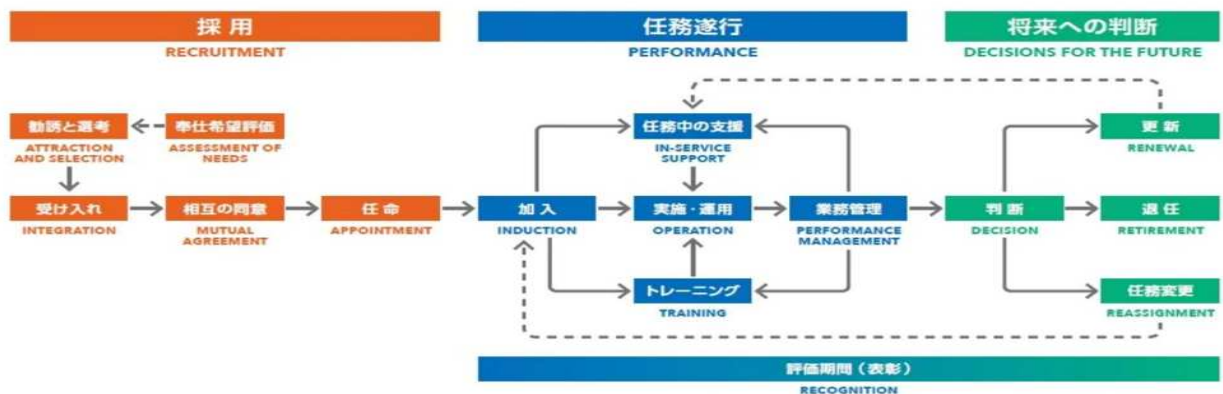 採用
RECRUITMENT
任務遂行
PERFORMANCE
将来への判断
DECISIONS FOR THE FUTURE
勧誘と選考
ATTRACTION
AND SELECTION
奉仕希望評価
ASSESSMENT OF
NEEDS
任務中の支援
IN-SERVICE
SUPPORT
更新
RENEWAL
受け入れ
INTEGRATION
相互の同意
MUTUAL
AGREEMENT
任命
APPOINTMENT
加入
INDUCTION
実施・運用
OPERATION
業務管理
PERFORMANCE
MANAGEMENT
判断
DECISION
退任
RETIREMENT
トレーニング
TRAINING
任務変更
REASSIGNMENT
評価期間（表彰）
RECOGNITION